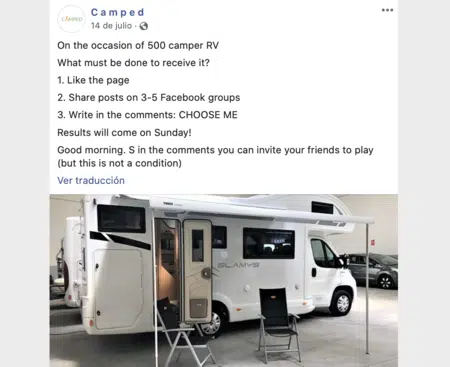 CAMPED
C a m p e d
14 de julio ·
On the occasion of 500 camper RV
What must be done to receive it?
1. Like the page
2. Share posts on 3-5 Facebook groups
3. Write in the comments: CHOOSE ME
Results will come on Sunday!
Good morning. S in the comments you can invite your friends to play
(but this is not a condition)
Ver traducción
SLAMYS